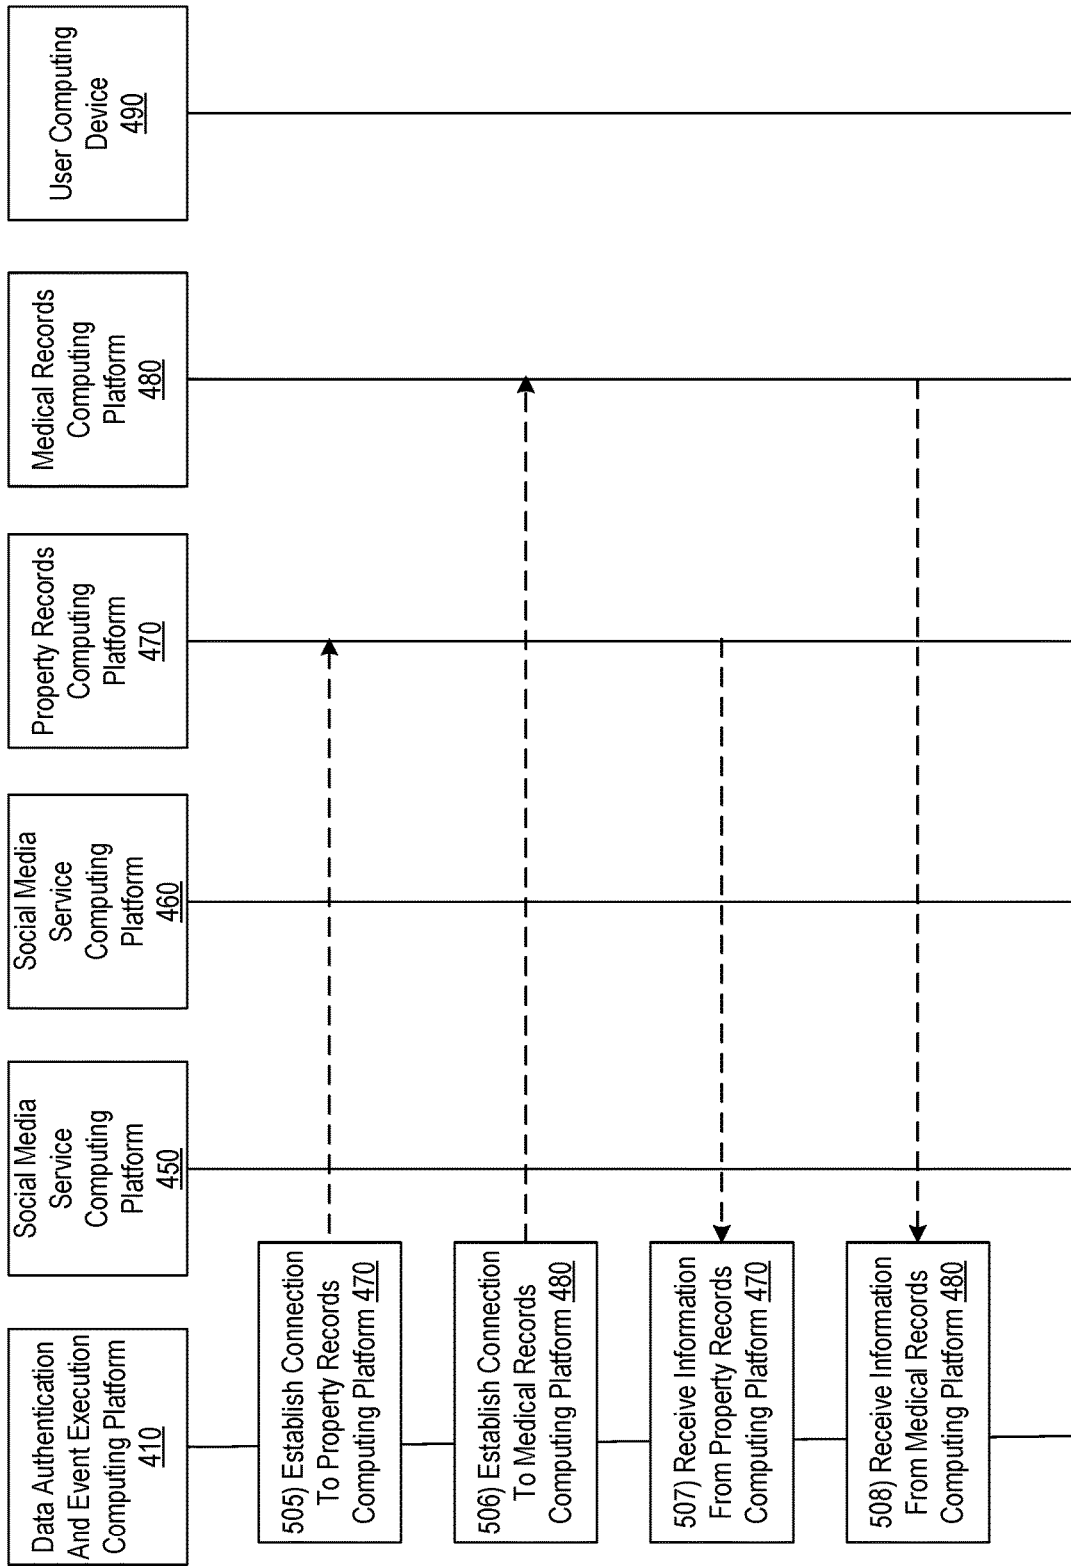 Data Authentication
And Event Execution
Computing Platform
410
Social Media
Service
Computing
Platform
450
Social Media
Service
Computing
Platform
460
Property Records
Computing
Platform
470
Medical Records
Computing
Platform
480
User Computing
Device
490
505) Establish Connection
To Property Records
Computing Platform 470
506) Establish Connection
To Medical Records
Computing Platform 480
507) Receive Information
From Property Records
Computing Platform 470
508) Receive Information
From Medical Records
Computing Platform 480